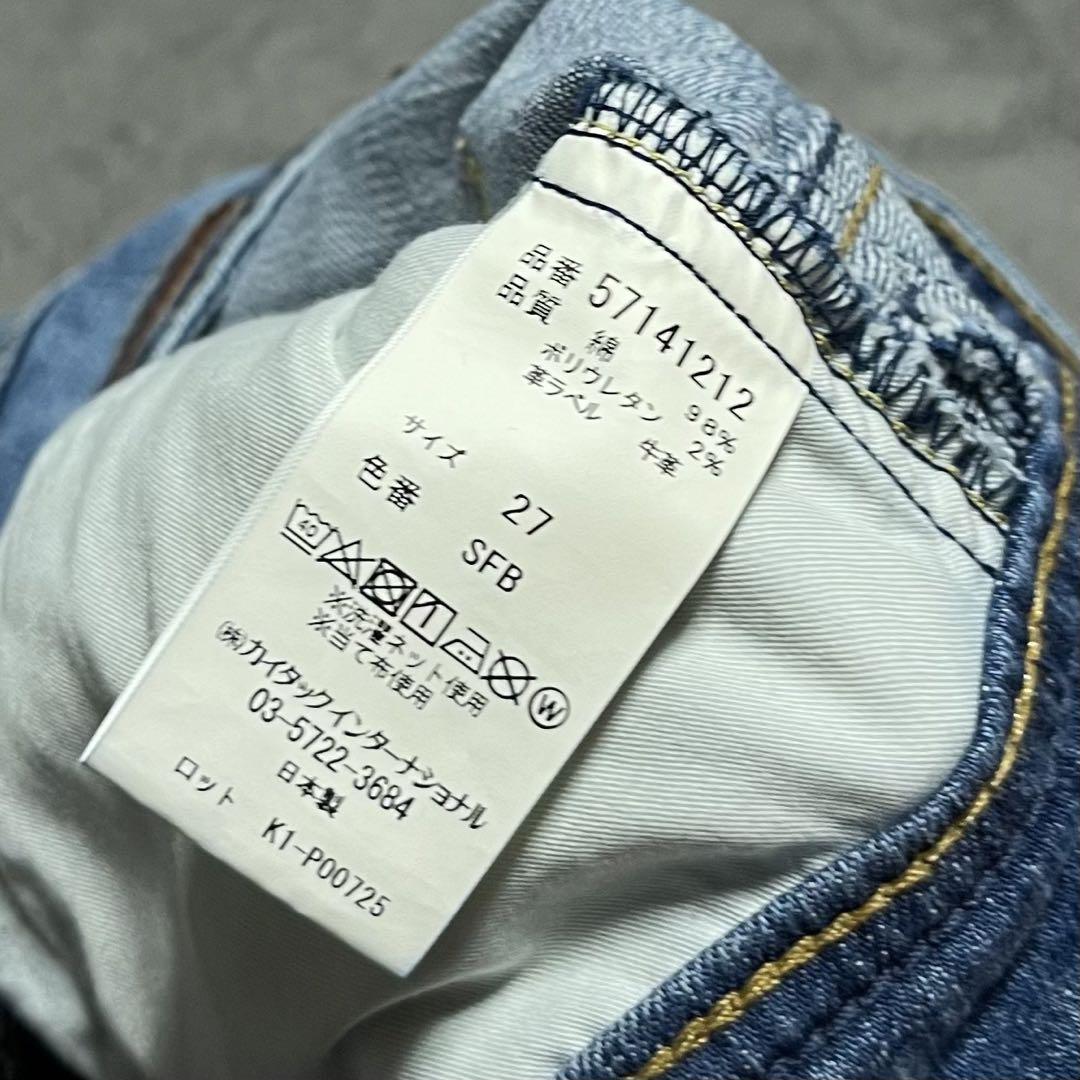 品番 57141212
品質
綿 98%
ポリウレタン 2%
革ラベル 牛革
サイズ 27
色番 SFB
40
W
※洗濯ネット使用
※当て布使用
(株)カイタックインターナショナル
03-5722-3684
日本製
ロット K1-P00725